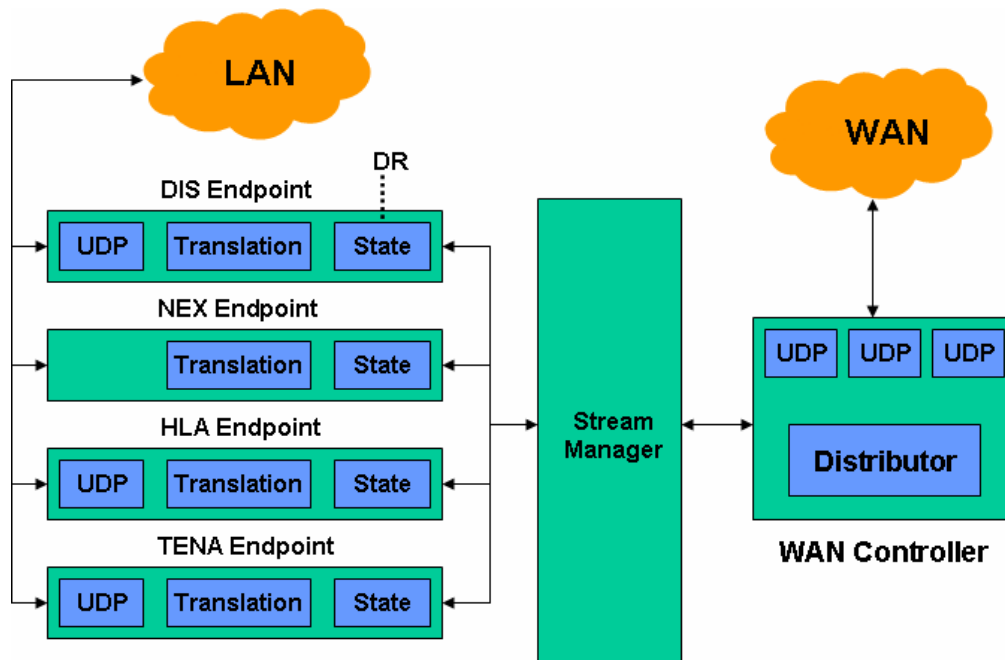 LAN
WAN
DR
DIS Endpoint
UDP Translation State
NEX Endpoint
Translation State
HLA Endpoint
UDP Translation State
TENA Endpoint
UDP Translation State
Stream
Manager
UDP UDP UDP
Distributor
WAN Controller